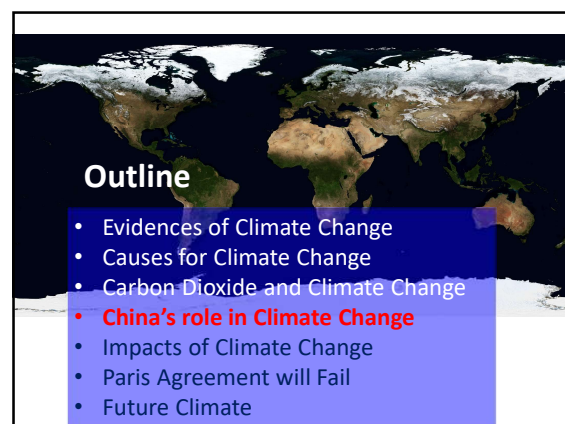 Outline
• Evidences of Climate Change
• Causes for Climate Change
• Carbon Dioxide and Climate Change
• China's role in Climate Change
• Impacts of Climate Change
• Paris Agreement will Fail
• Future Climate